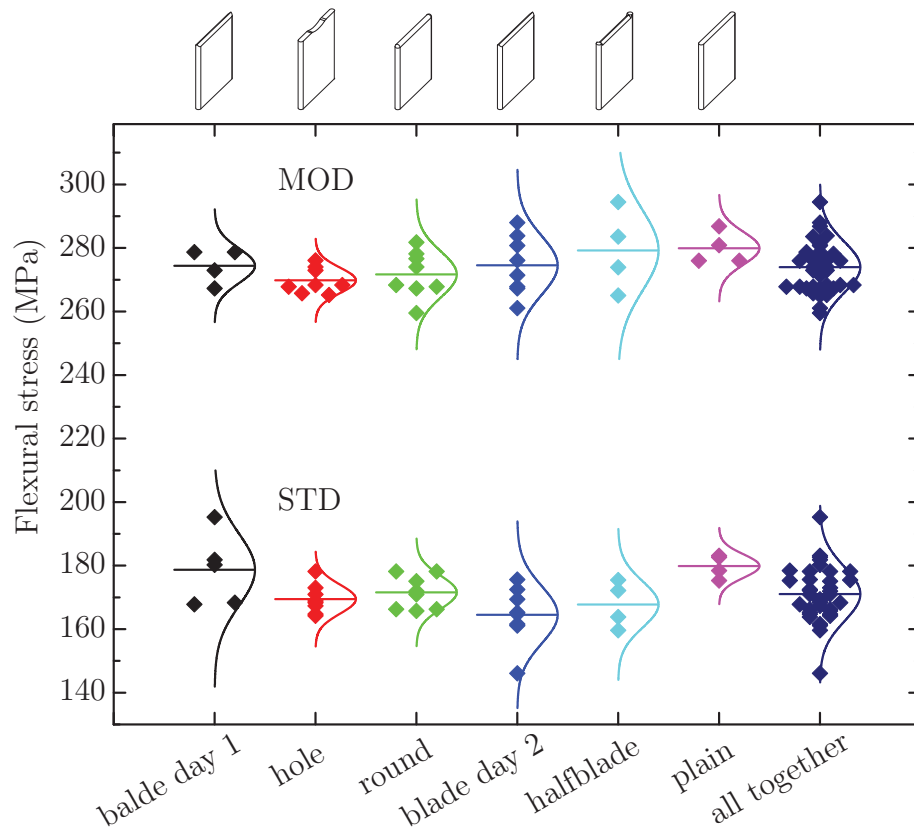 MOD
STD
Flexural stress (MPa)
300
280
260
240
220
200
180
160
140
balde day 1
hole
round
blade day 2
halfblade
plain
all together